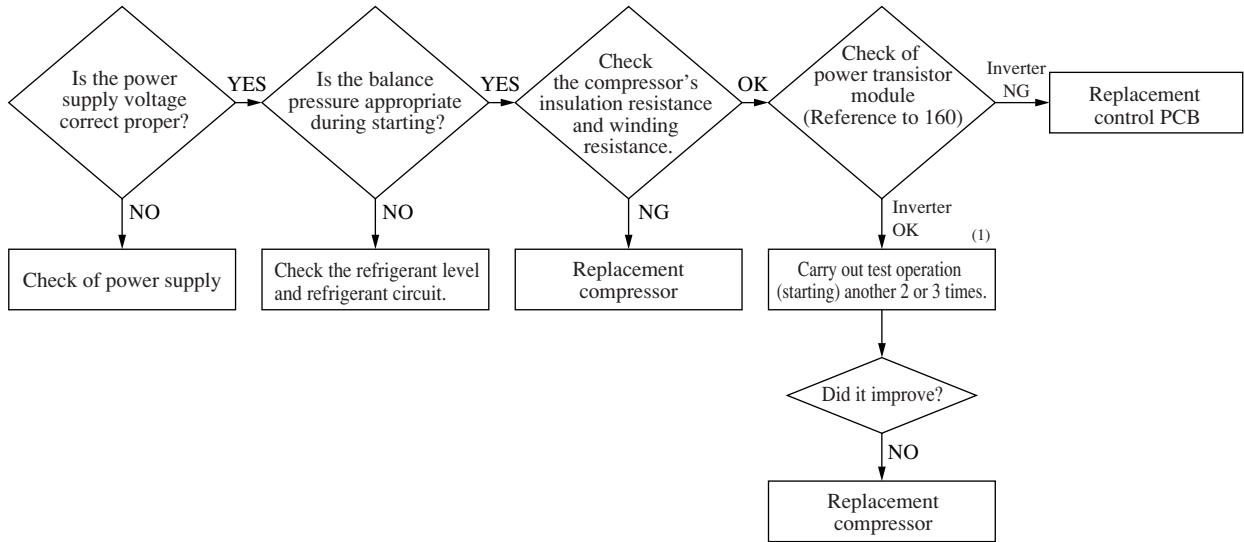 Is the power
supply voltage
correct proper?
YES
NO
Check of power supply
Is the balance
pressure appropriate
during starting?
YES
NO
Check the refrigerant level
and refrigerant circuit.
Check
the compressor’s
insulation resistance
and winding
resistance.
OK
NG
Replacement
compressor
Check of
power transistor
module
(Reference to 160)
Inverter
NG
Replacement
control PCB
Inverter
OK
(1)
Carry out test operation
(starting) another 2 or 3 times.
Did it improve?
NO
Replacement
compressor